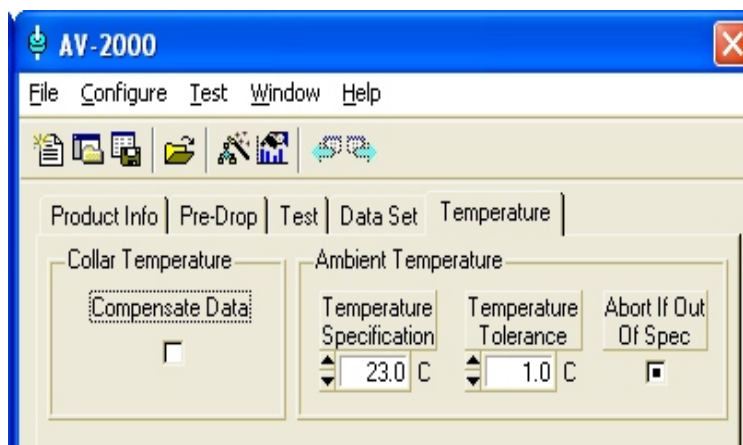 AV-2000
File Configure Test Window Help
Product Info Pre-Drop Test Data Set Temperature
Collar Temperature
Compensate Data
Ambient Temperature
Temperature Specification
23.0 C
Temperature Tolerance
1.0 C
Abort If Out Of Spec